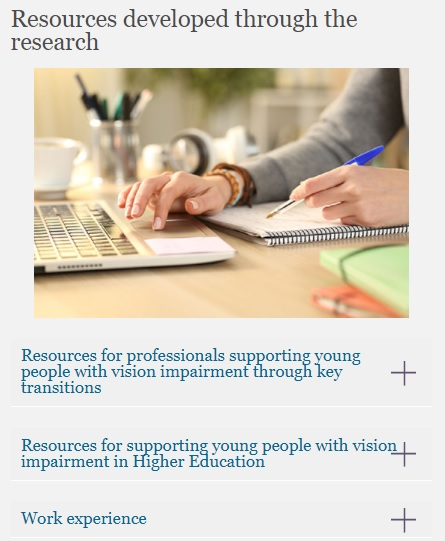 Resources developed through the
research
Resources for professionals supporting young
people with vision impairment through key
transitions
Resources for supporting young people with vision
impairment in Higher Education
Work experience